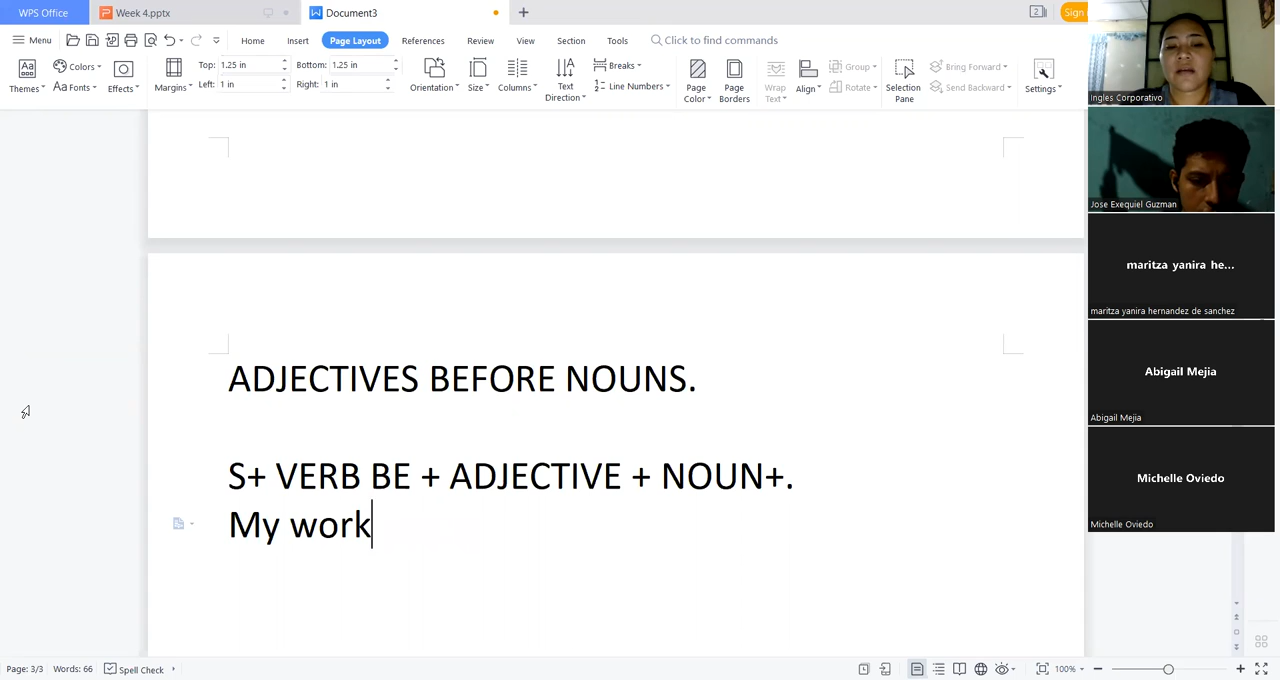 WPS Office
Week 4.pptx
Document3
2
Sign
Menu
Home
Insert
Page Layout
References
Review
View
Section
Tools
Click to find commands
Themes
Colors
Fonts
Effects
Margins
Top: 1.25 in
Bottom: 1.25 in
Left: 1 in
Right: 1 in
Orientation
Size
Columns
Text Direction
Breaks
Line Numbers
Page Color
Page Borders
Wrap Text
Align
Group
Rotate
Selection Pane
Bring Forward
Send Backward
Settings
ADJECTIVES BEFORE NOUNS.
S+ VERB BE + ADJECTIVE + NOUN+.
My work
Ingles Corporativo
Jose Exequiel Guzman
maritza yanira he...
maritza yanira hernandez de sanchez
Abigail Mejia
Abigail Mejia
Michelle Oviedo
Michelle Oviedo
Page: 3/3
Words: 66
Spell Check
100%